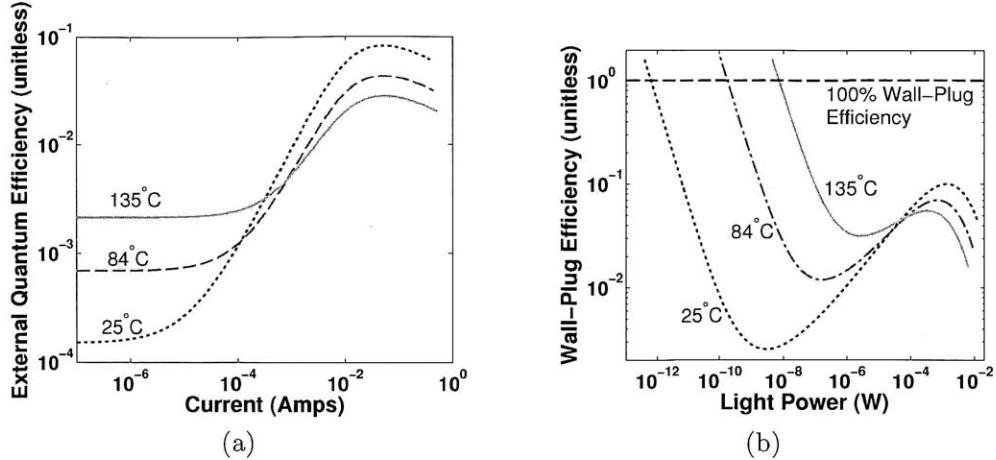 External Quantum Efficiency (unitless)
10^-1
10^-2
10^-3
10^-4
135°C
84°C
25°C
10^-6
10^-4
10^-2
10^0
Current (Amps)
(a)
Wall-Plug Efficiency (unitless)
10^0
10^-1
10^-2
100% Wall-Plug
Efficiency
135°C
84°C
25°C
10^-12
10^-10
10^-8
10^-6
10^-4
10^-2
Light Power (W)
(b)